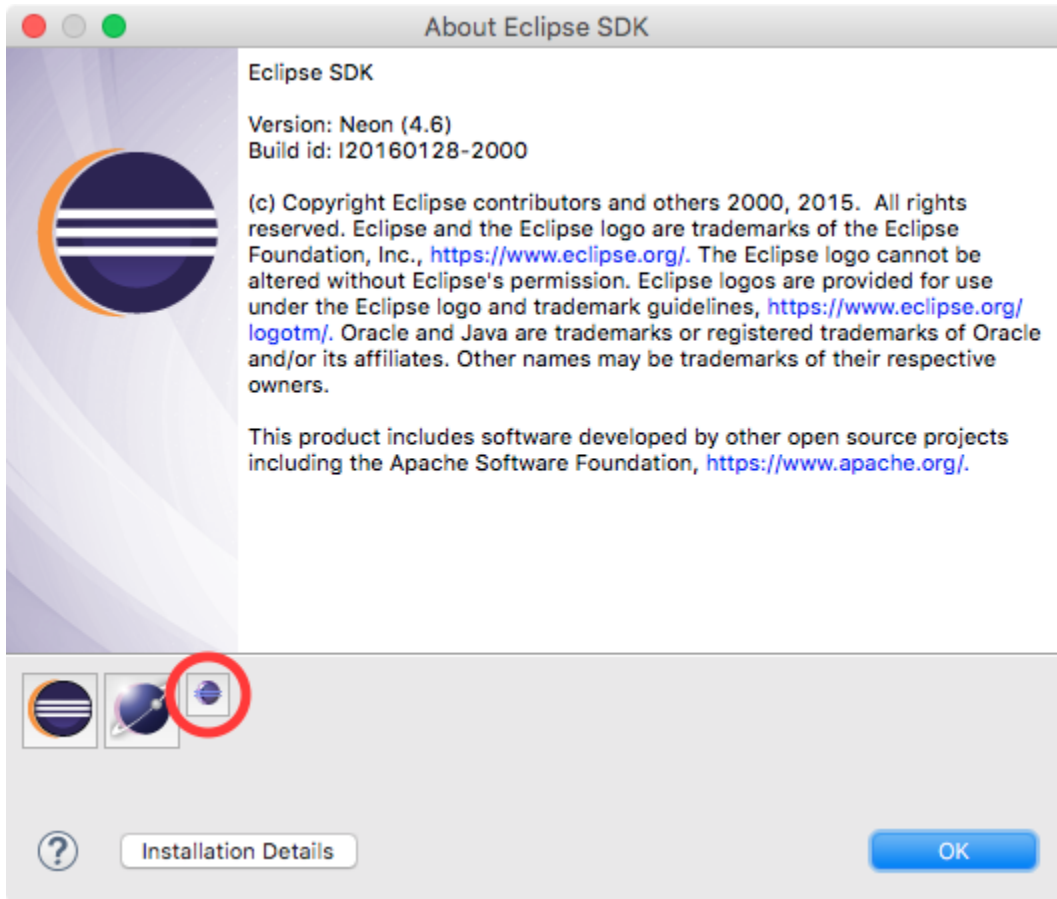 About Eclipse SDK
Eclipse SDK
Version: Neon (4.6)
Build id: I20160128-2000
(c) Copyright Eclipse contributors and others 2000, 2015.  All rights
reserved. Eclipse and the Eclipse logo are trademarks of the Eclipse
Foundation, Inc., https://www.eclipse.org/. The Eclipse logo cannot be
altered without Eclipse's permission. Eclipse logos are provided for use
under the Eclipse logo and trademark guidelines, https://www.eclipse.org/
logotm/. Oracle and Java are trademarks or registered trademarks of Oracle
and/or its affiliates. Other names may be trademarks of their respective
owners.
This product includes software developed by other open source projects
including the Apache Software Foundation, https://www.apache.org/.
?
Installation Details
OK